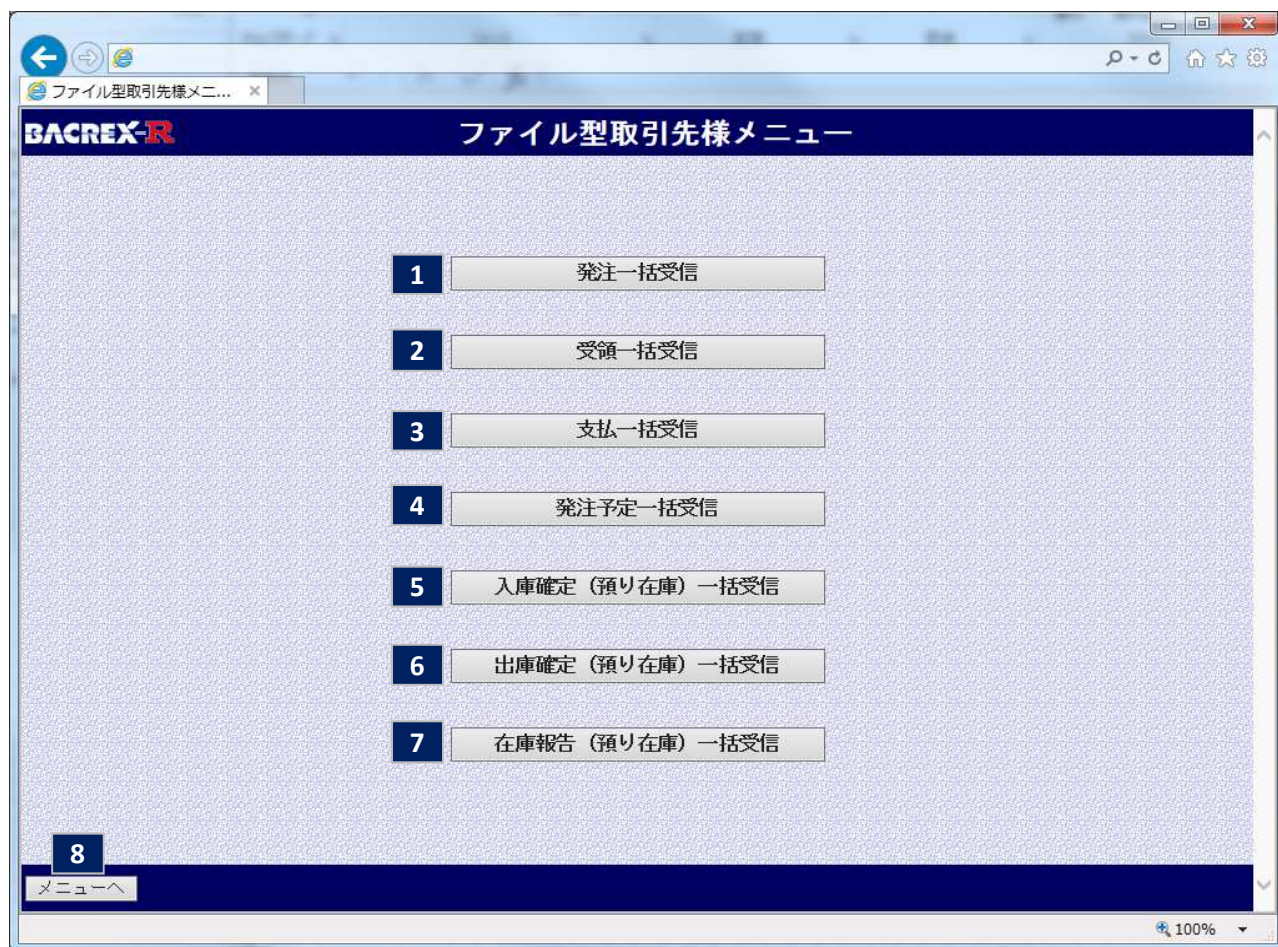 ファイル型取引先様メニ...
BACREX-R
ファイル型取引先様メニュー
1 発注一括受信
2 受領一括受信
3 支払一括受信
4 発注予定一括受信
5 入庫確定（預り在庫）一括受信
6 出庫確定（預り在庫）一括受信
7 在庫報告（預り在庫）一括受信
8
メニューへ
100%